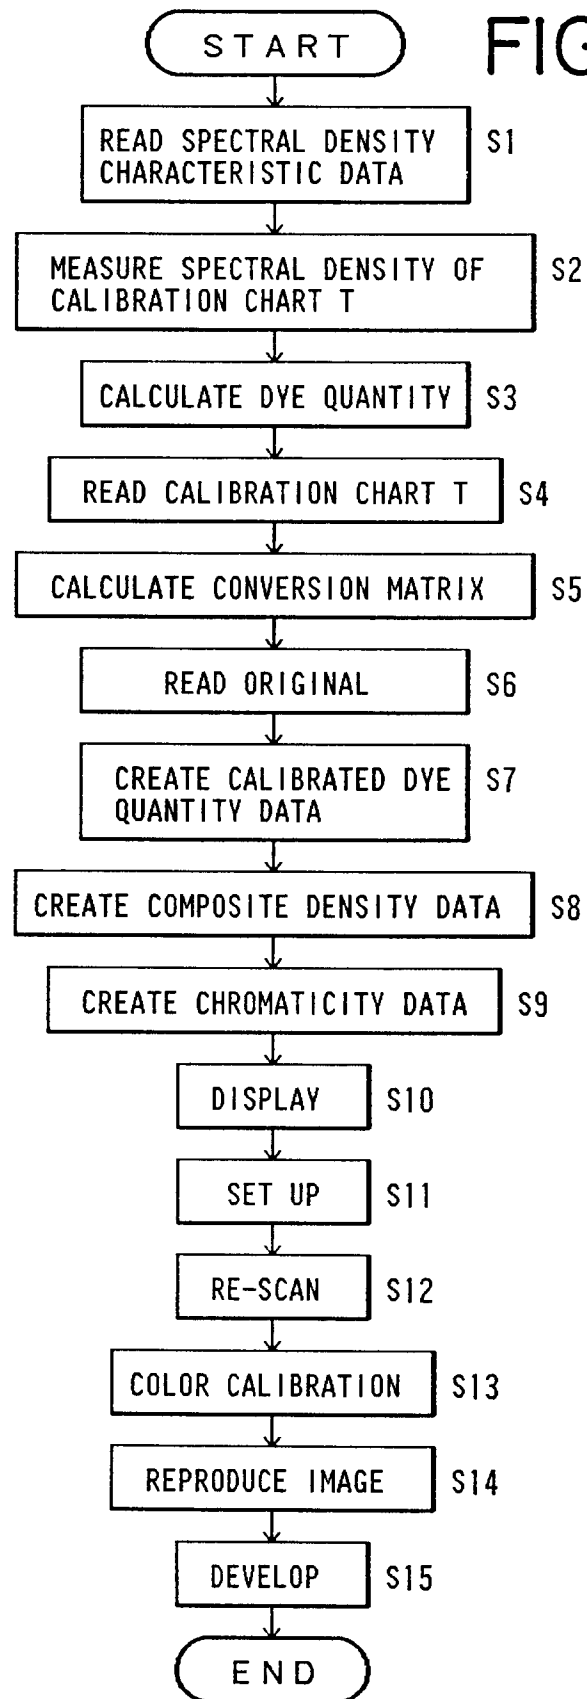 START
FIG
READ SPECTRAL DENSITY S1
CHARACTERISTIC DATA
MEASURE SPECTRAL DENSITY OF S2
CALIBRATION CHART T
CALCULATE DYE QUANTITY S3
READ CALIBRATION CHART T S4
CALCULATE CONVERSION MATRIX S5
READ ORIGINAL S6
CREATE CALIBRATED DYE S7
QUANTITY DATA
CREATE COMPOSITE DENSITY DATA S8
CREATE CHROMATICITY DATA S9
DISPLAY S10
SET UP S11
RE-SCAN S12
COLOR CALIBRATION S13
REPRODUCE IMAGE S14
DEVELOP S15
END